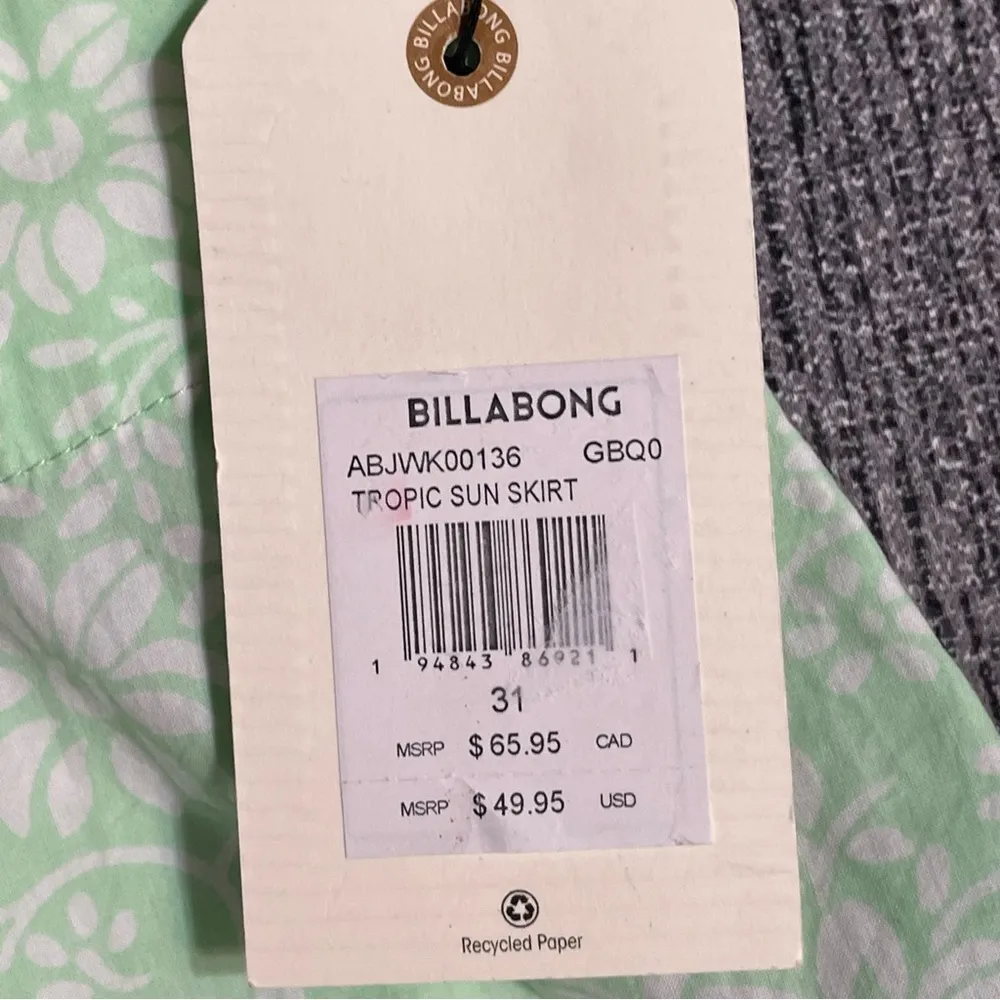 BILLABONG BILLABONG
BILLABONG
ABJWK00136 GBQ0
TROPIC SUN SKIRT
1 94843 86921 1
31
MSRP $65.95 CAD
MSRP $49.95 USD
Recycled Paper